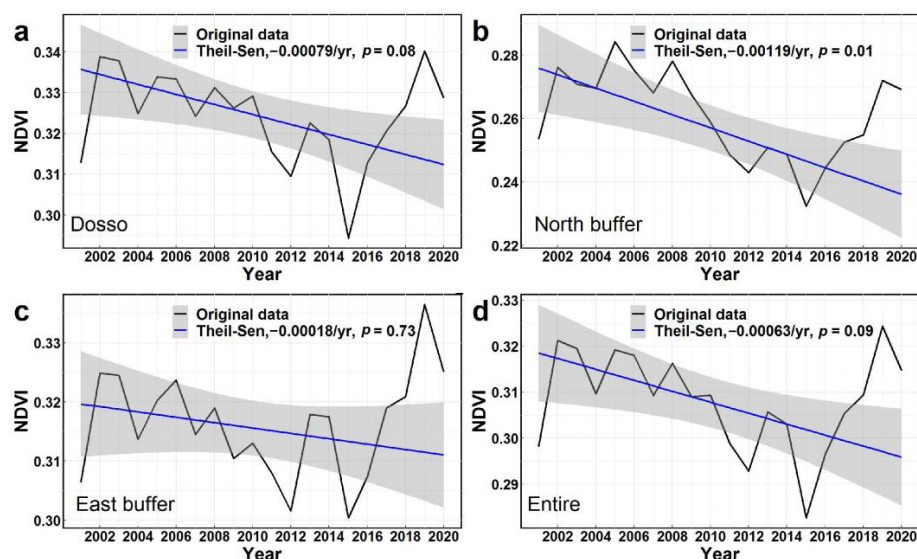 a
Original data
Theil-Sen,−0.00079/yr, p = 0.08
0.34
0.33
0.32
0.31
0.30
NDVI
Dosso
2002 2004 2006 2008 2010 2012 2014 2016 2018 2020
Year
b
Original data
Theil-Sen,−0.00119/yr, p = 0.01
0.28
0.26
0.24
0.22
NDVI
North buffer
2002 2004 2006 2008 2010 2012 2014 2016 2018 2020
Year
c
Original data
Theil-Sen,−0.00018/yr, p = 0.73
0.33
0.32
0.31
0.30
NDVI
East buffer
2002 2004 2006 2008 2010 2012 2014 2016 2018 2020
Year
d
Original data
Theil-Sen,−0.00063/yr, p = 0.09
0.33
0.32
0.31
0.30
0.29
NDVI
Entire
2002 2004 2006 2008 2010 2012 2014 2016 2018 2020
Year